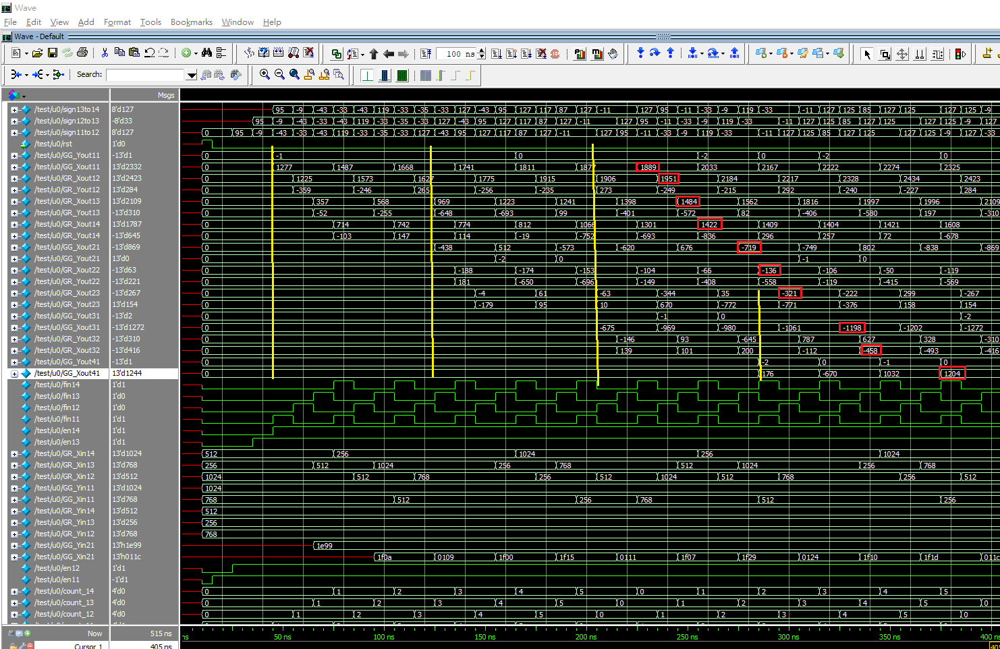 Wave
File Edit View Add Format Tools Bookmarks Window Help
Wave - Default
100 ns
Search:
Msgs
/test/u0/sign13to14 8'd127 95 -9 -43 -33 -43 119 -33 -35 -33 127 -43 95 127 117 87 127 -11 127 95 -11 -33 -9 119 -33 -11 127 125 85 127 125 127 125 -9
/test/u0/sign12to13 -8'd33 95 -9 -43 -33 -43 119 -33 -35 -33 127 -43 95 127 117 87 127 -11 127 95 -11 -33 -9 119 -33 -11 127 125 85 127 125 127 125 -9 127
/test/u0/sign11to12 8'd127 0 95 -9 -43 -33 -43 119 -33 -35 -33 127 -43 95 127 117 87 127 -11 127 95 -11 -33 -9 119 -33 -11 127 125 85 127 125 127 125 -9 127 -33
/test/u0/rst 1'd0
/test/u0/GG_Yout11 -13'd1 0 -1 0 -2 0 -2 0
/test/u0/GG_Xout11 13'd2332 0 1277 1487 1668 1741 1811 1877 1889 2033 2167 2222 2274 2325
/test/u0/GR_Xout12 13'd2423 0 1225 1573 1627 1775 1915 1906 1951 2184 2217 2328 2434 2423
/test/u0/GR_Yout12 13'd284 0 -359 -246 265 -256 -235 273 -249 -215 292 -240 -227 284
/test/u0/GR_Xout13 13'd2109 0 357 568 969 1223 1241 1398 1484 1562 1816 1997 1996 2109
/test/u0/GR_Yout13 -13'd310 0 -52 -255 -648 -693 99 -401 -572 82 -406 -580 197 -310
/test/u0/GR_Xout14 13'd1787 0 714 742 774 812 1066 1301 1422 1409 1404 1421 1608
/test/u0/GR_Yout14 -13'd645 0 -103 147 114 -19 -752 -693 -836 296 257 72 -678
/test/u0/GG_Xout21 -13'd869 0 -438 512 -573 -620 676 -719 -749 802 -838 -869
/test/u0/GG_Yout21 13'd0 0 -2 0 -1 0
/test/u0/GR_Xout22 -13'd63 0 -188 -174 -153 -104 -66 -136 -106 -50 -119
/test/u0/GR_Yout22 -13'd221 0 181 -650 -696 -149 -408 -558 -119 -415 -569
/test/u0/GR_Xout23 -13'd267 0 -4 61 -63 -344 35 -321 -222 299 -267
/test/u0/GR_Yout23 13'd154 0 -179 95 10 670 -772 -771 -376 158 154
/test/u0/GG_Yout31 -13'd2 0 -1 0 -2
/test/u0/GG_Xout31 -13'd1272 0 -675 -969 -980 -1061 -1198 -1202 -1272
/test/u0/GR_Yout32 -13'd310 0 -146 93 -645 787 627 328 -310
/test/u0/GR_Xout32 -13'd416 0 139 101 200 -112 -458 -493 -416
/test/u0/GG_Yout41 -13'd1 0 -2 0 -1 0
/test/u0/GG_Xout41 13'd1244 0 176 -670 1032 1204
/test/u0/fin14 1'd1
/test/u0/fin13 1'd0
/test/u0/fin12 1'd0
/test/u0/fin11 1'd1
/test/u0/en14 1'd1
/test/u0/en13 1'd1
/test/u0/GR_Xin14 13'd1024 512 256 1024 256 1024
/test/u0/GR_Xin13 13'd768 256 512 1024 256 768 512 1024 256 768
/test/u0/GR_Xin12 13'd512 1024 512 768 256 512 1024 512 768 256 512
/test/u0/GG_Yin11 13'd1024 1024
/test/u0/GG_Xin11 13'd768 768 512 256 768 512 256
/test/u0/GR_Yin14 13'd512 512
/test/u0/GR_Yin13 13'd256 256
/test/u0/GR_Yin12 13'd768 768
/test/u0/GG_Yin21 13'h1e99 1e99
/test/u0/GG_Xin21 13'h011c 1f0a 0109 1f00 1f15 0111 1f07 1f29 0124 1f10 1f1d 011c
/test/u0/en12 1'd1
/test/u0/en11 -1'd1
/test/u0/count_14 4'd0 0 1 2 3 4 5 0 1 2 3 4 5
/test/u0/count_13 4'd0 0 1 2 3 4 5 0 1 2 3 4 5 0
/test/u0/count_12 4'd0 0 1 2 3 4 5 0 1 2 3 4 5 0
Now 515 ns ns 50 ns 100 ns 150 ns 200 ns 250 ns 300 ns 350 ns 400 ns
Cursor 1 405 ns